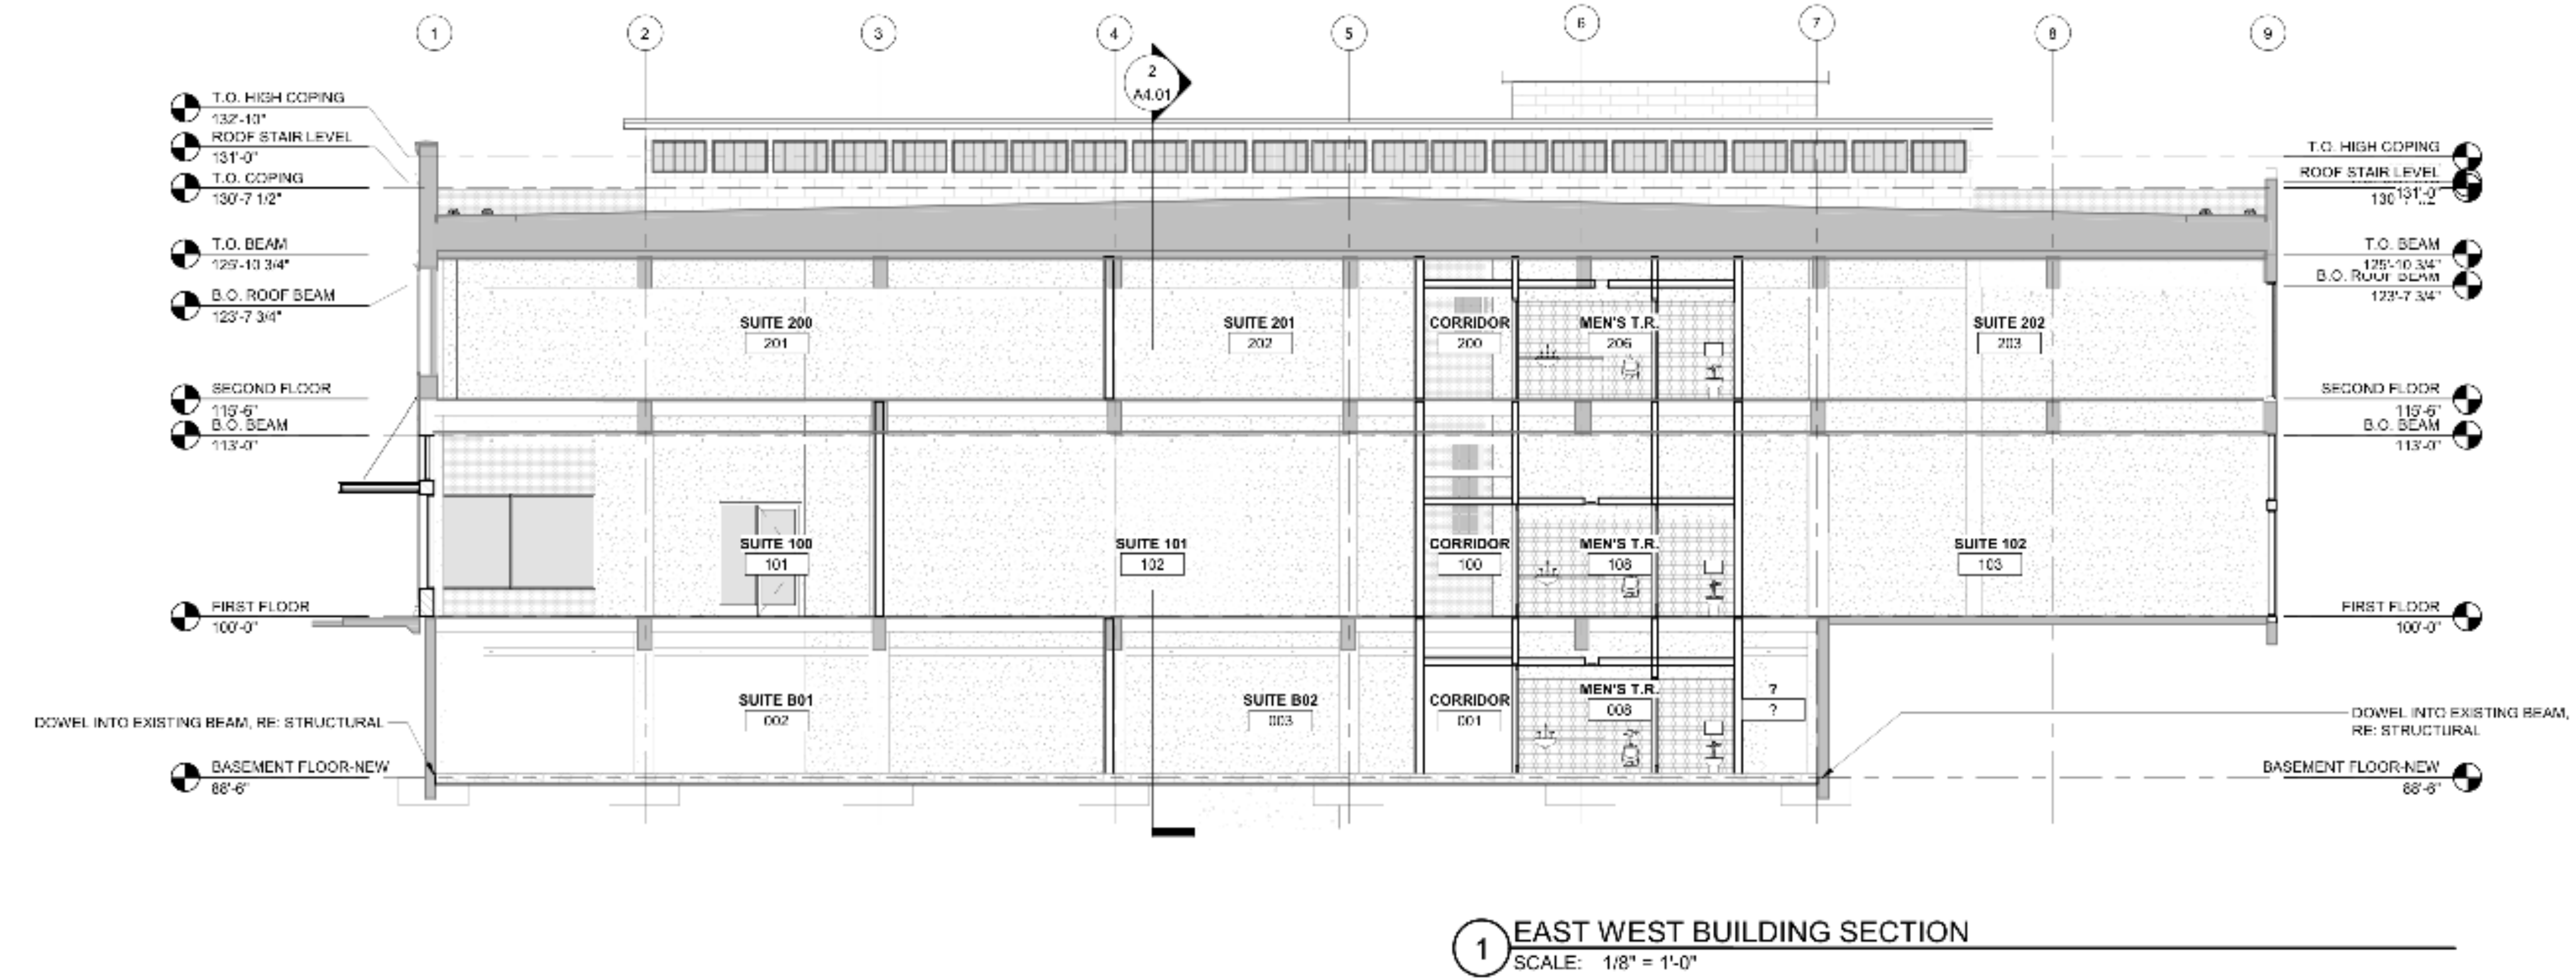 1 2 3 4 5 6 7 8 9
2
A4.01
T.O. HIGH COPING
132'-10"
ROOF STAIR LEVEL
131'-0"
T.O. COPING
130'-7 1/2"
T.O. BEAM
125'-10 3/4"
B.O. ROOF BEAM
123'-7 3/4"
SECOND FLOOR
115'-6"
B.O. BEAM
113'-0"
FIRST FLOOR
100'-0"
DOWEL INTO EXISTING BEAM, RE: STRUCTURAL
BASEMENT FLOOR-NEW
88'-6"
SUITE 200
201
SUITE 201
202
CORRIDOR
200
MEN'S T.R.
206
SUITE 202
203
SUITE 100
101
SUITE 101
102
CORRIDOR
100
MEN'S T.R.
108
SUITE 102
103
SUITE B01
002
SUITE B02
003
CORRIDOR
001
MEN'S T.R.
008
?
?
T.O. HIGH COPING
ROOF STAIR LEVEL
131'-0"
T.O. BEAM
125'-10 3/4"
B.O. ROOF BEAM
123'-7 3/4"
SECOND FLOOR
115'-6"
B.O. BEAM
113'-0"
FIRST FLOOR
100'-0"
DOWEL INTO EXISTING BEAM,
RE: STRUCTURAL
BASEMENT FLOOR-NEW
88'-6"
1 EAST WEST BUILDING SECTION
SCALE: 1/8" = 1'-0"